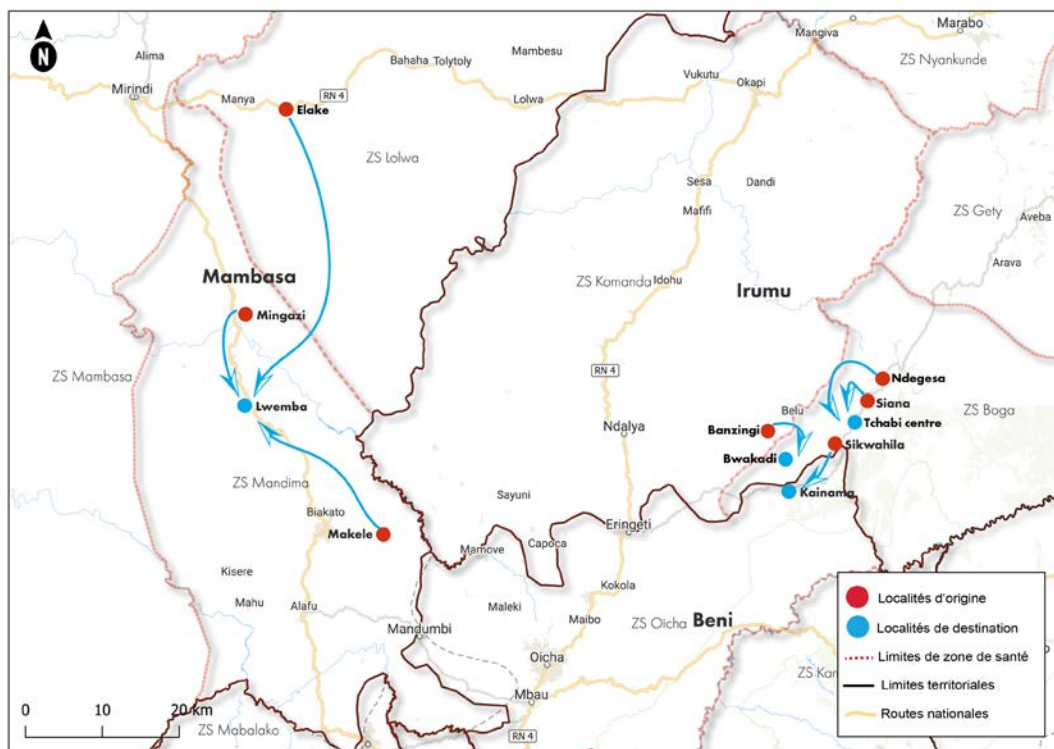 N
Alima
Mirindi
Manya
Elake
RN 4
Bahaha
Tolytoly
Mambesu
Lolwa
Vukutu
Okapi
Mangiva
Marabo
ZS Nyankunde
ZS Lolwa
Sesa
Dandi
Mafifi
ZS Gety
Aveba
Arava
Mambasa
ZS Komanda
Idohu
Irumu
Mingazi
ZS Mambasa
RN 4
Ndegesa
Lwemba
Siana
Belu
ZS Boga
Tchabi centre
Banzingi
Ndalya
Sikwahila
Bwakadi
ZS Mandima
Sayuni
Kainama
Biakato
Makele
Eringeti
Mamove
Capoca
Kisere
Kokola
Mahu
Alafu
Maleki
Maibo
ZS Oicha
Beni
Mandumbi
Oicha
Mbau
ZS Mabalako
RN 4
ZS Kar
0 10 20 km
Localités d'origine
Localités de destination
Limites de zone de santé
Limites territoriales
Routes nationales